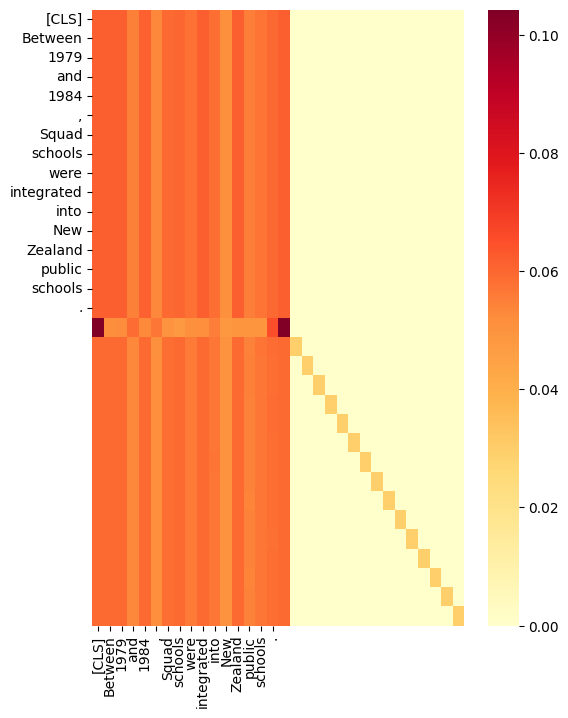 [CLS]
Between
1979
and
1984
,
Squad
schools
were
integrated
into
New
Zealand
public
schools
.
0.10
0.08
0.06
0.04
0.02
0.00
[CLS]
Between
1979
and
1984
,
Squad
schools
were
integrated
into
New
Zealand
public
schools
.